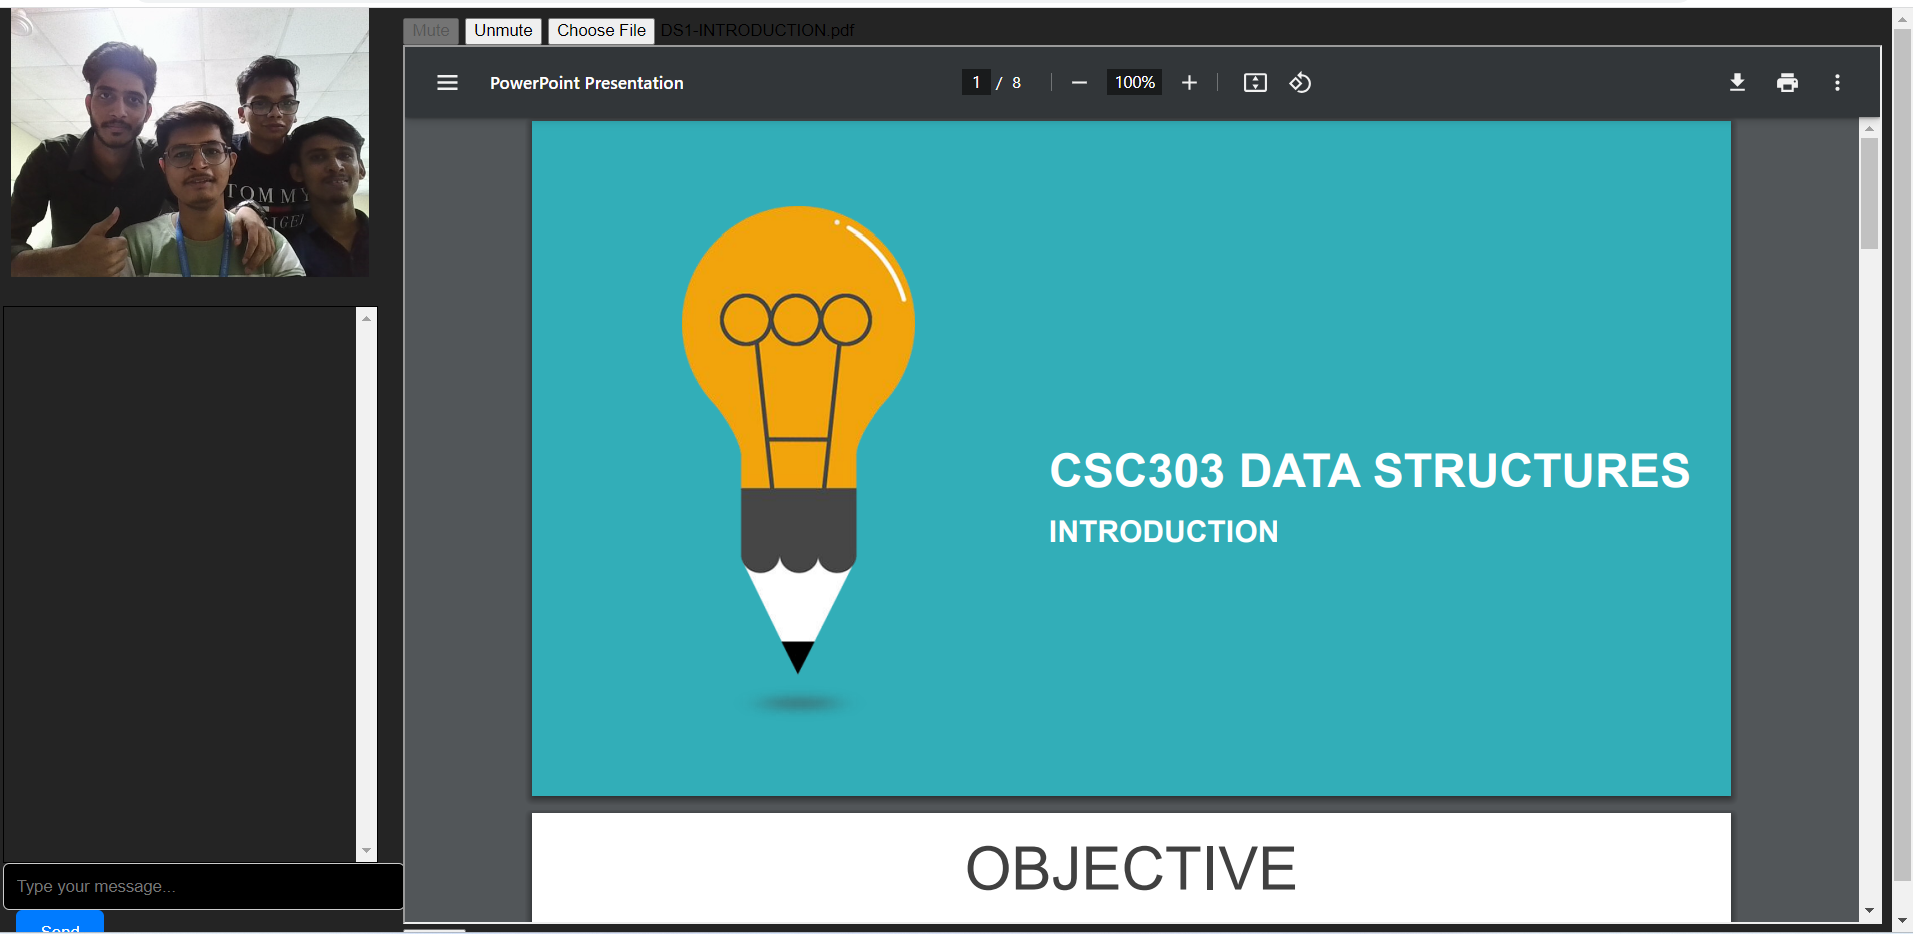 Mute Unmute Choose File DS1-INTRODUCTION.pdf
PowerPoint Presentation 1 / 8 100%
TOMMY
CSC303 DATA STRUCTURES
INTRODUCTION
OBJECTIVE
Type your message...
Send